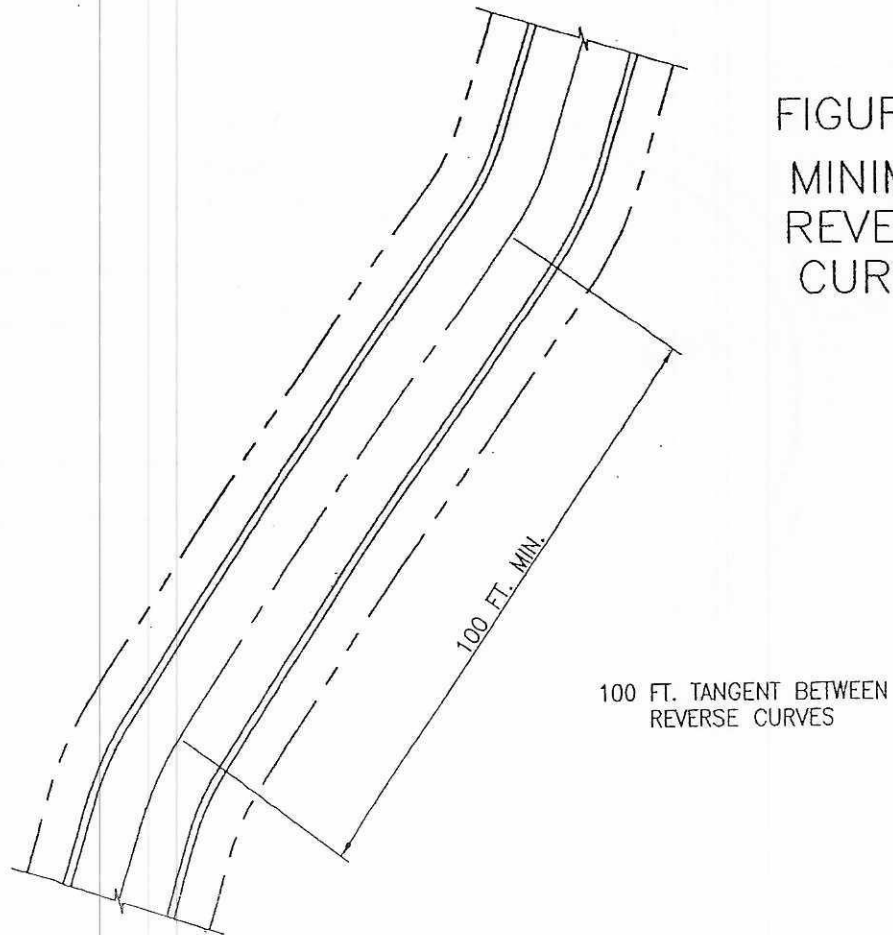 FIGUR
MINIM
REVE
CUR
100 FT. MIN.
100 FT. TANGENT BETWEEN
REVERSE CURVES